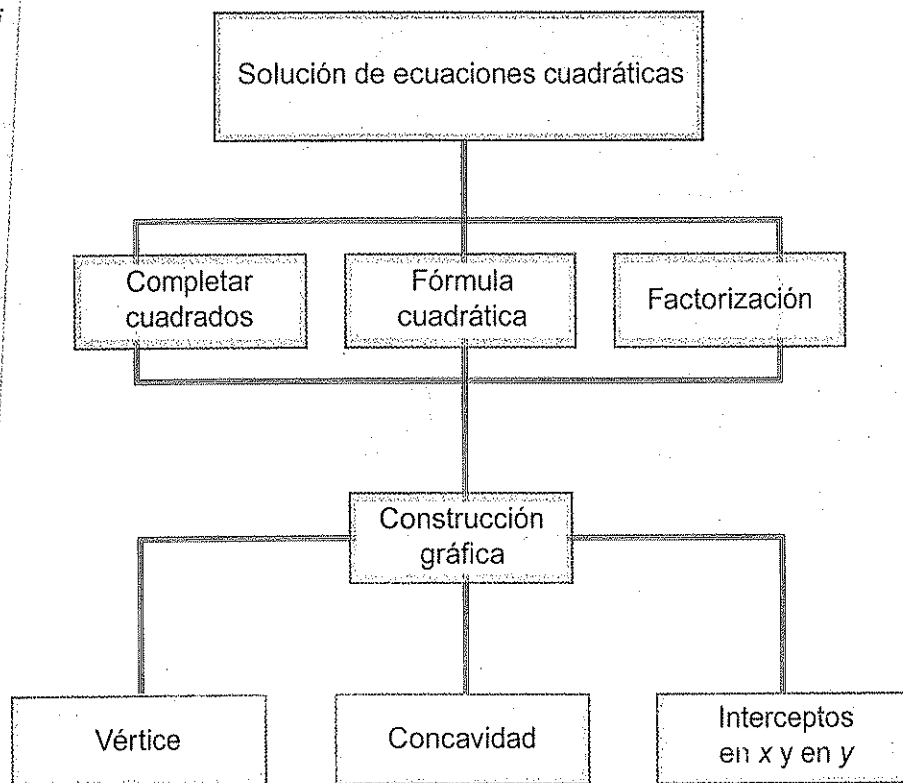 Solución de ecuaciones cuadráticas
Completar
cuadrados
Fórmula
cuadrática
Factorización
Construcción
gráfica
Vértice
Concavidad
Interceptos
en x y en y